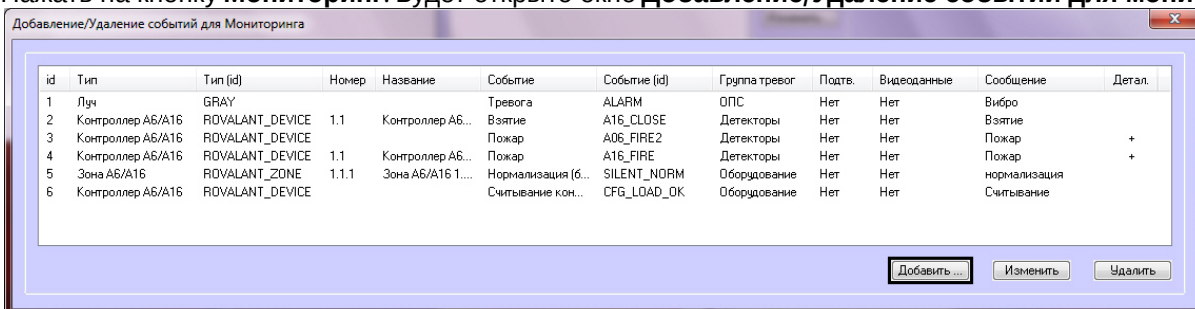 кнопку Мониторинг. Будет открыто окно Добавление/Удаление событий для
Добавление/Удаление событий для Мониторинга
id Тип Тип (id) Номер Название Событие Событие (id) Группа тревог Подтв. Видеоданные Сообщение Детал.
1 Луч GRAY Тревога ALARM ОПС Нет Нет Вибро
2 Контроллер А6/А16 ROVALANT_DEVICE 1.1 Контроллер А6... Взятие A16_CLOSE Детекторы Нет Нет Взятие
3 Контроллер А6/А16 ROVALANT_DEVICE Пожар A06_FIRE2 Детекторы Нет Нет Пожар +
4 Контроллер А6/А16 ROVALANT_DEVICE 1.1 Контроллер А6... Пожар A16_FIRE Детекторы Нет Нет Пожар +
5 Зона А6/А16 ROVALANT_ZONE 1.1.1 Зона А6/А16 1.... Нормализация (б... SILENT_NORM Оборудование Нет Нет нормализация
6 Контроллер А6/А16 ROVALANT_DEVICE Считывание кон... CFG_LOAD_OK Оборудование Нет Нет Считывание
Добавить ... Изменить Удалить